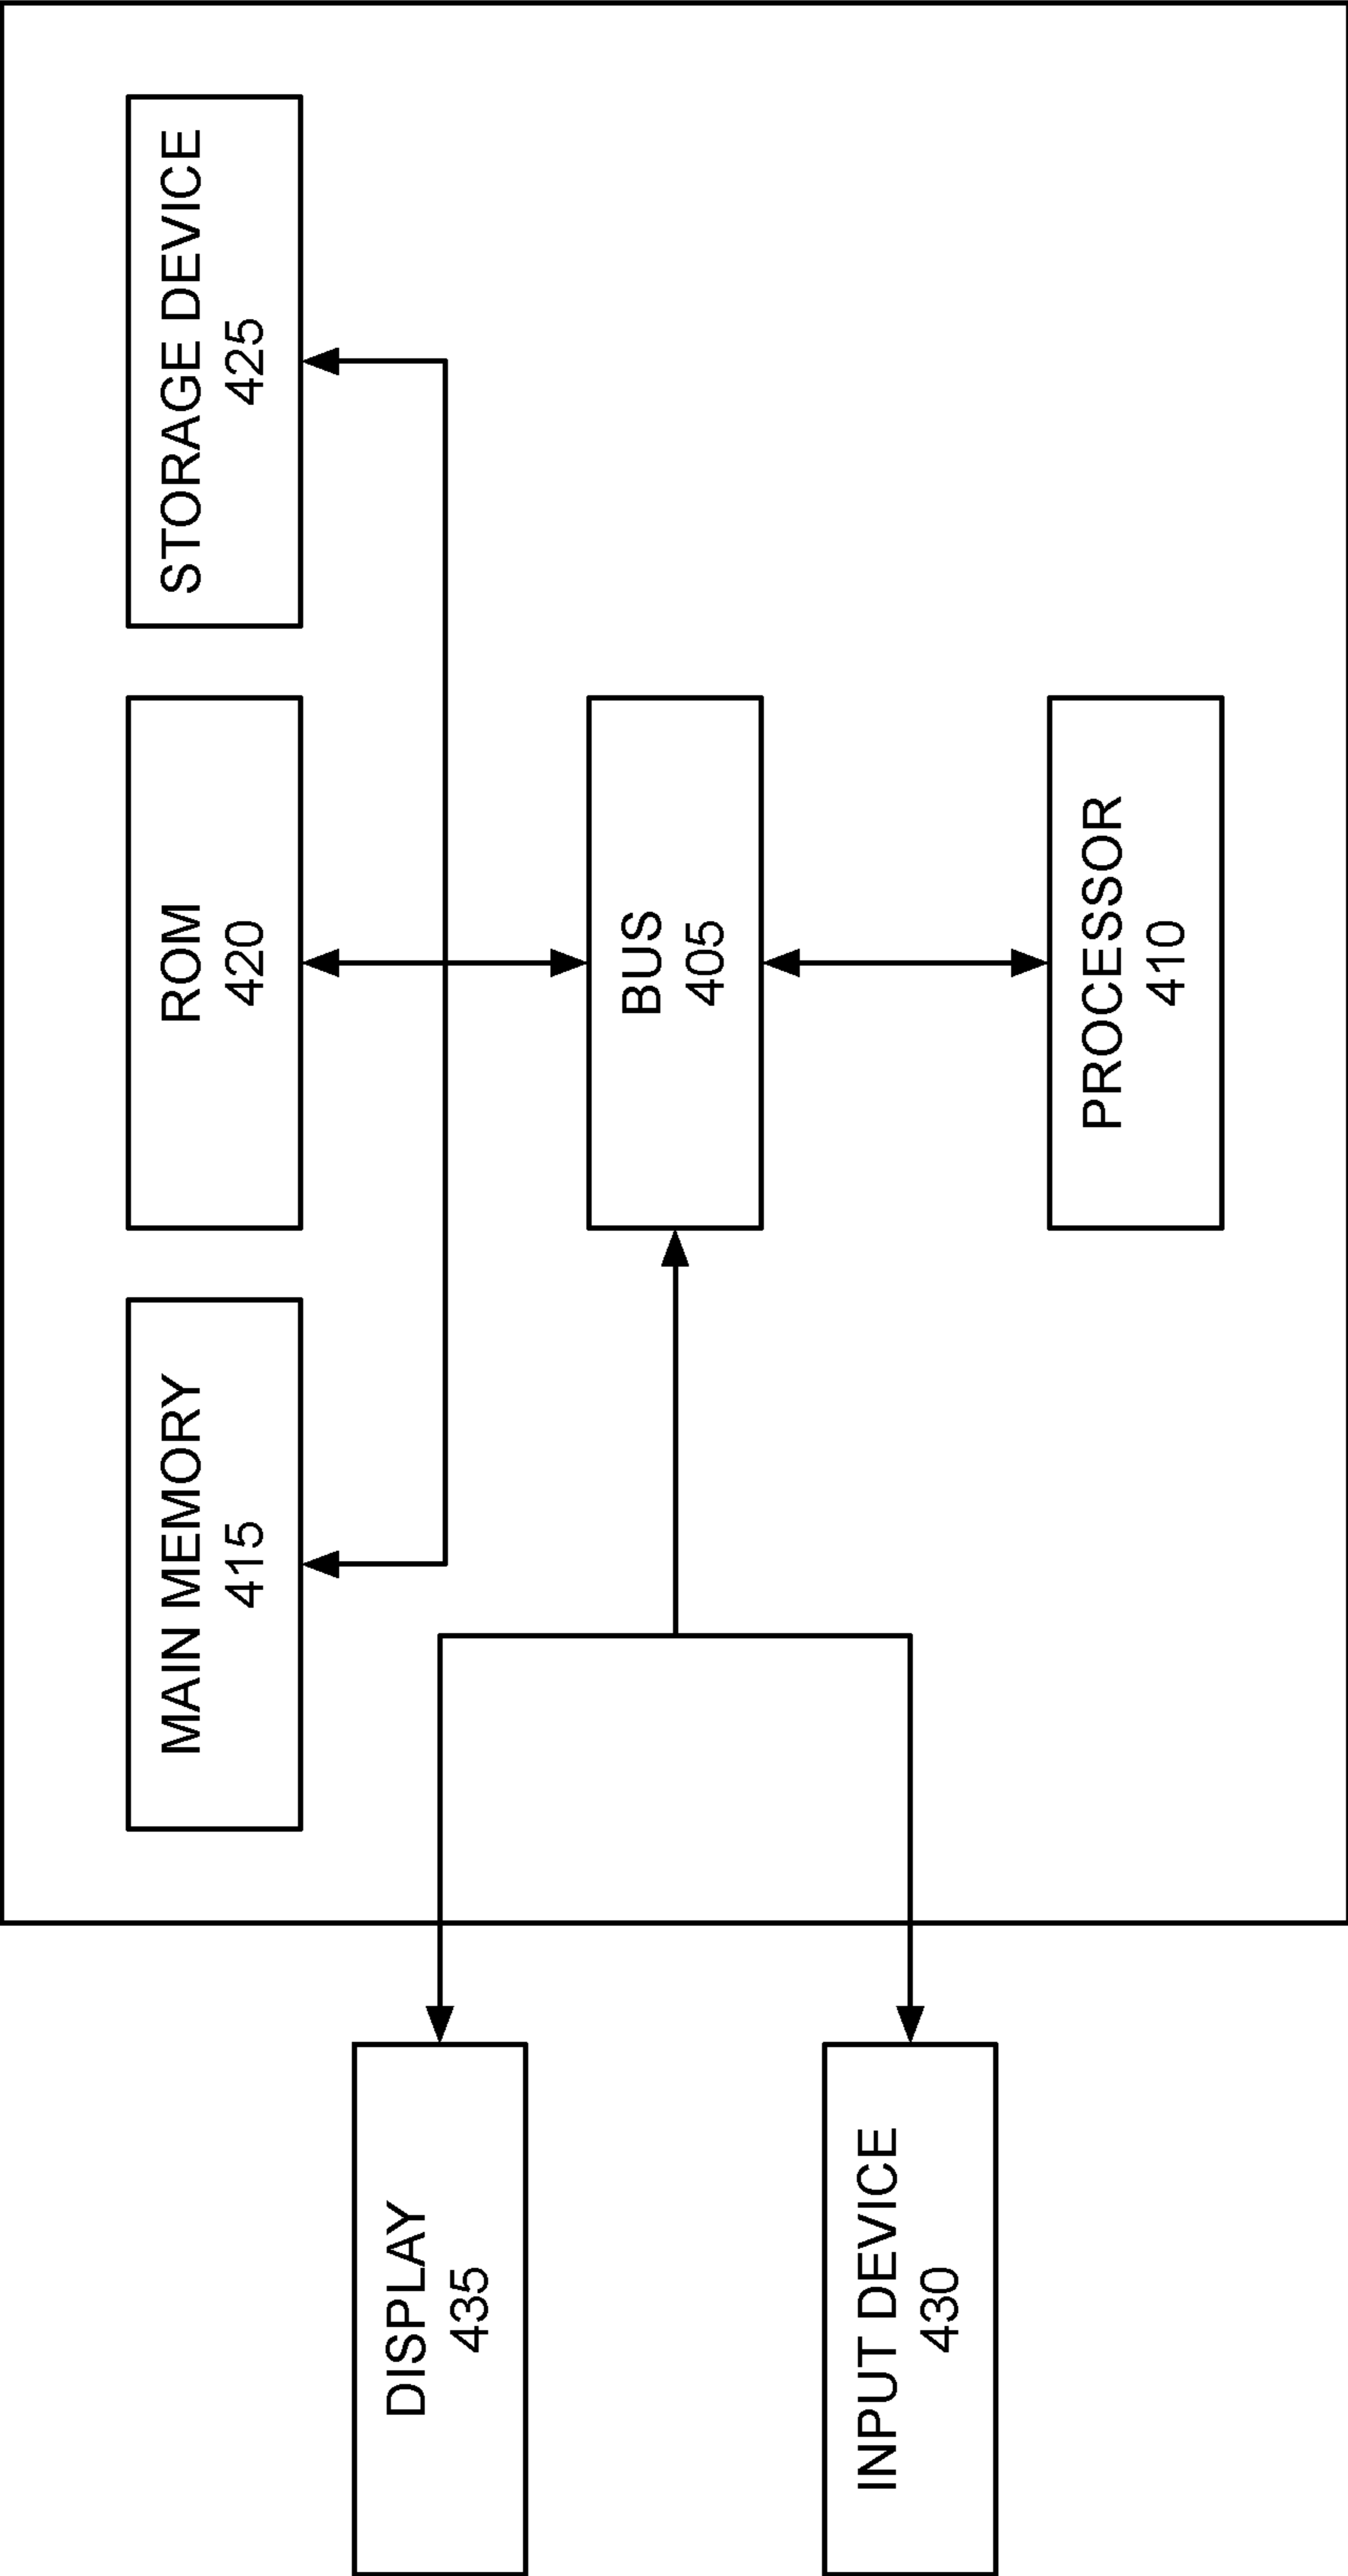 MAIN MEMORY
415
ROM
420
STORAGE DEVICE
425
DISPLAY
435
BUS
405
INPUT DEVICE
430
PROCESSOR
410